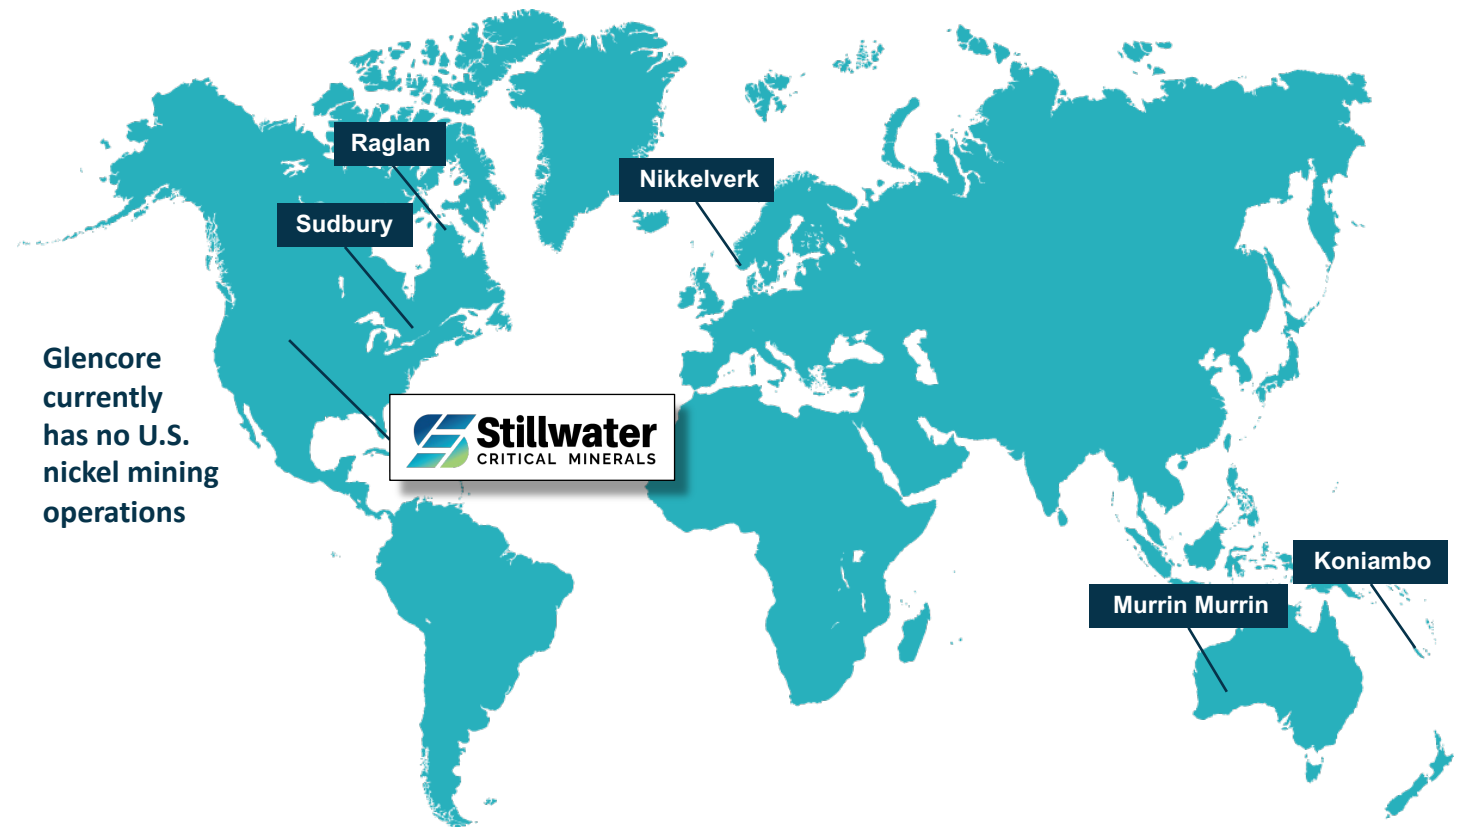 Raglan
Nikkelverk
Sudbury
Glencore
currently
has no U.S.
nickel mining
operations
Stillwater
CRITICAL MINERALS
Koniambo
Murrin Murrin